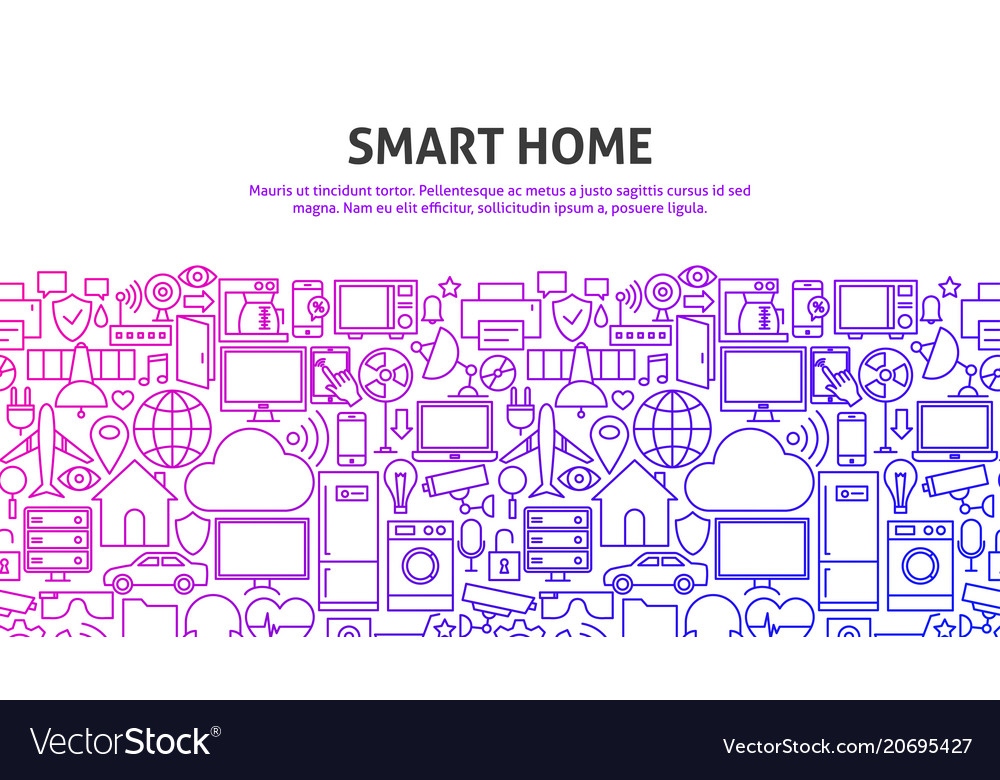 SMART HOME
Mauris ut tincidunt tortor. Pellentesque ac metus a justo sagittis cursus id sed
magna. Nam eu elit efficitur, sollicitudin ipsum a, posuere ligula.
%
%
VectorStock®
VectorStock.com/20695427